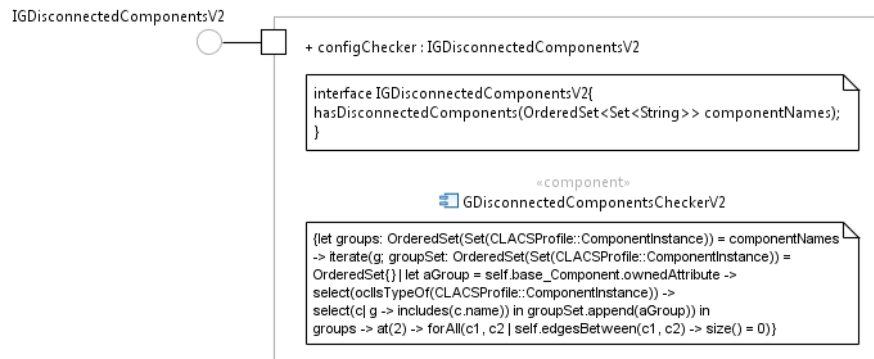 IGDisconnectedComponentsV2
+ configChecker : IGDisconnectedComponentsV2
interface IGDisconnectedComponentsV2{
hasDisconnectedComponents(OrderedSet<Set<String>> componentNames);
}
«component»
GDisconnectedComponentsCheckerV2
{let groups: OrderedSet(Set(CLACSProfile::ComponentInstance)) = componentNames
-> iterate(g; groupSet: OrderedSet(Set(CLACSProfile::ComponentInstance)) =
OrderedSet{} | let aGroup = self.base_Component.ownedAttribute ->
select(oclIsTypeOf(CLACSProfile::ComponentInstance)) ->
select(c| g -> includes(c.name)) in groupSet.append(aGroup)) in
groups -> at(2) -> forAll(c1, c2 | self.edgesBetween(c1, c2) -> size() = 0)}